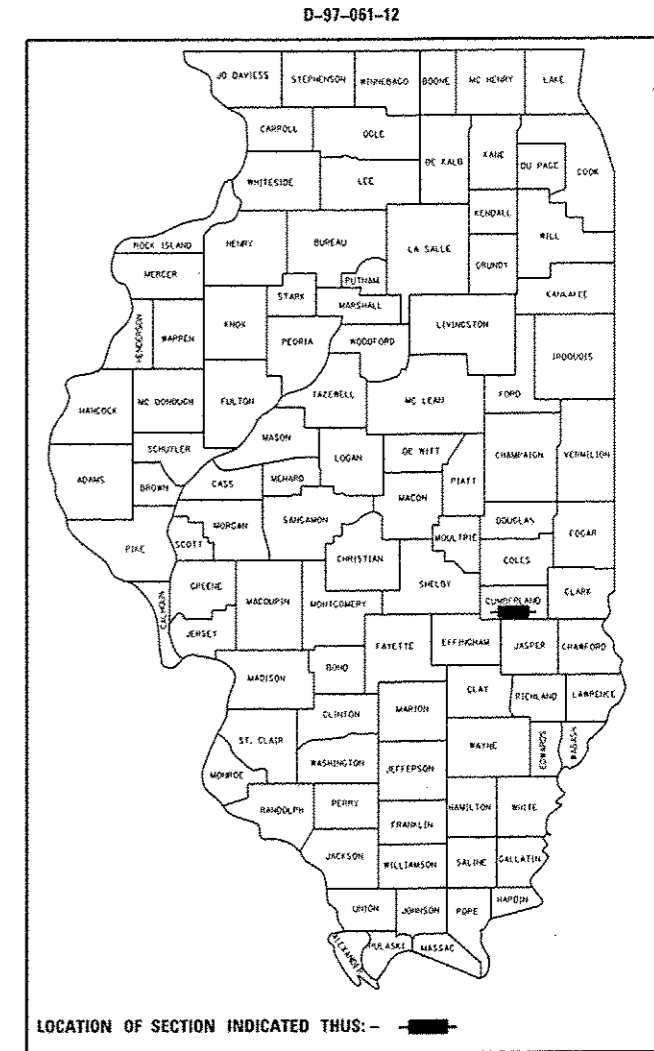 D-97-061-12
JO DAVIESS
STEPHENSON
WINNEBAGO
BOONE
MC HENRY
LAKE
CARROLL
OGLE
DE KALB
KANE
DU PAGE
COOK
WHITESIDE
LEE
KENDALL
WILL
ROCK ISLAND
HENRY
BUREAU
LA SALLE
GRUNDY
MERCER
PUTNAM
STARK
MARSHALL
KANKAKEE
HENDERSON
WARREN
KNOX
PEORIA
WOODFORD
LIVINGSTON
IROQUOIS
HANCOCK
MC DONOUGH
FULTON
TAZEWELL
MC LEAN
FORD
MASON
SCHUYLER
LOGAN
DE WITT
CHAMPAIGN
VERMILION
ADAMS
BROWN
CASS
MENARD
PIATT
MACON
MORGAN
SANGAMON
DOUGLAS
EDGAR
PIKE
SCOTT
CHRISTIAN
MOULTRIE
COLES
GREENE
MACOUPIN
MONTGOMERY
SHELBY
CUMBERLAND
CLARK
CALHOUN
JERSEY
FAYETTE
EFFINGHAM
JASPER
CRAWFORD
MADISON
BOND
CLAY
RICHLAND
LAWRENCE
CLINTON
MARION
ST. CLAIR
WAYNE
EDWARDS
WABASH
MONROE
WASHINGTON
JEFFERSON
RANDOLPH
PERRY
HAMILTON
WHITE
FRANKLIN
JACKSON
WILLIAMSON
SALINE
GALLATIN
UNION
JOHNSON
POPE
HARDIN
ALEXANDER
PULASKI
MASSAC
LOCATION OF SECTION INDICATED THUS: -